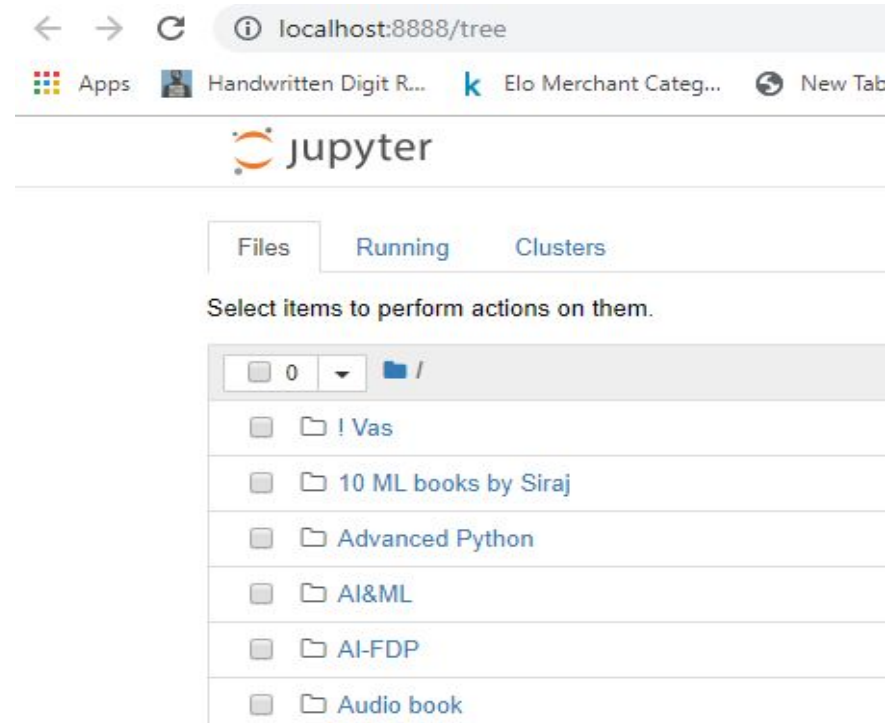 localhost:8888/tree
Apps Handwritten Digit R... k Elo Merchant Categ... New Tab
jupyter
Files Running Clusters
Select items to perform actions on them.
0 /
! Vas
10 ML books by Siraj
Advanced Python
AI&ML
AI-FDP
Audio book